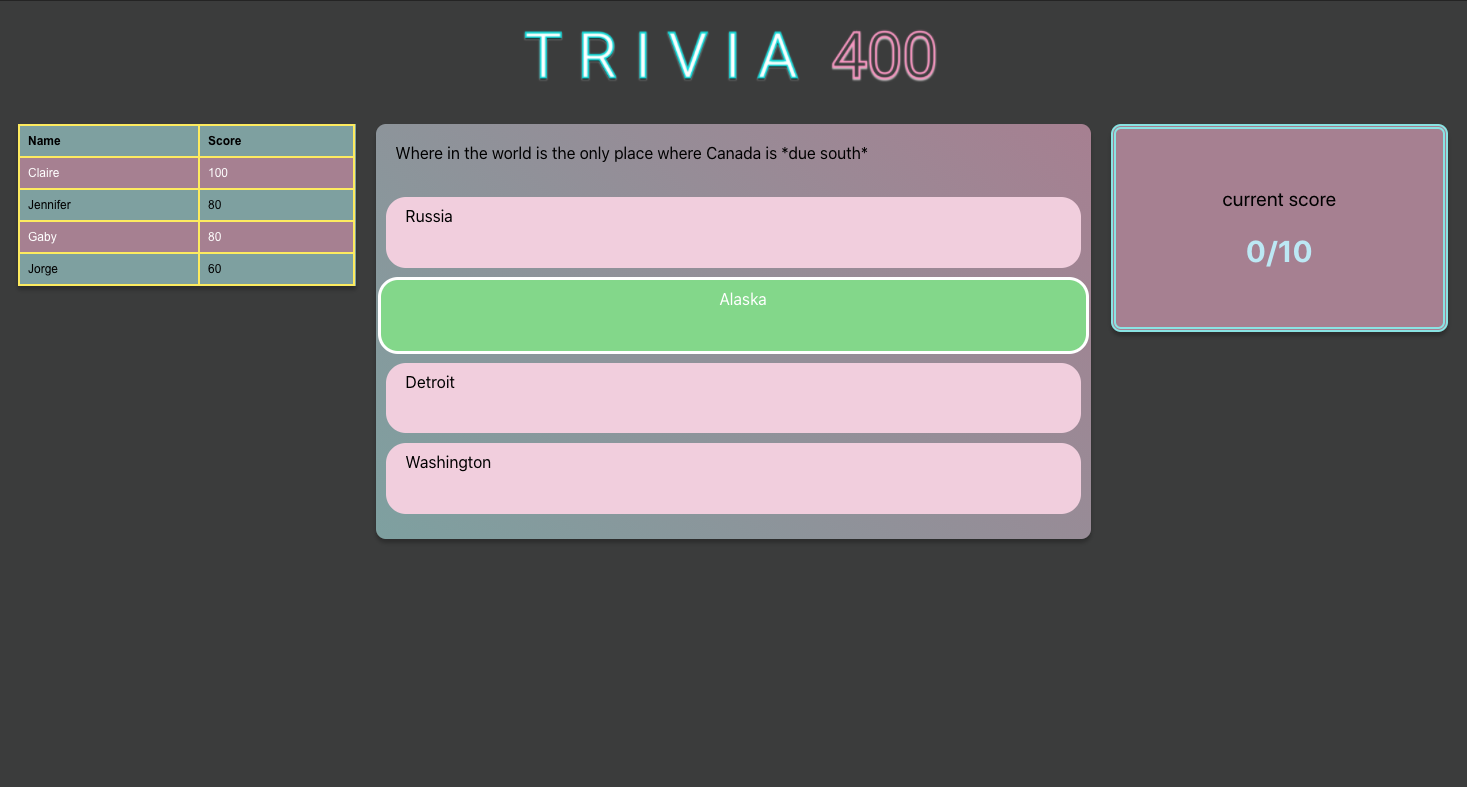 TRIVIA 400
Name Score
Claire 100
Jennifer 80
Gaby 80
Jorge 60
Where in the world is the only place where Canada is *due south*
Russia
Alaska
Detroit
Washington
current score
0/10